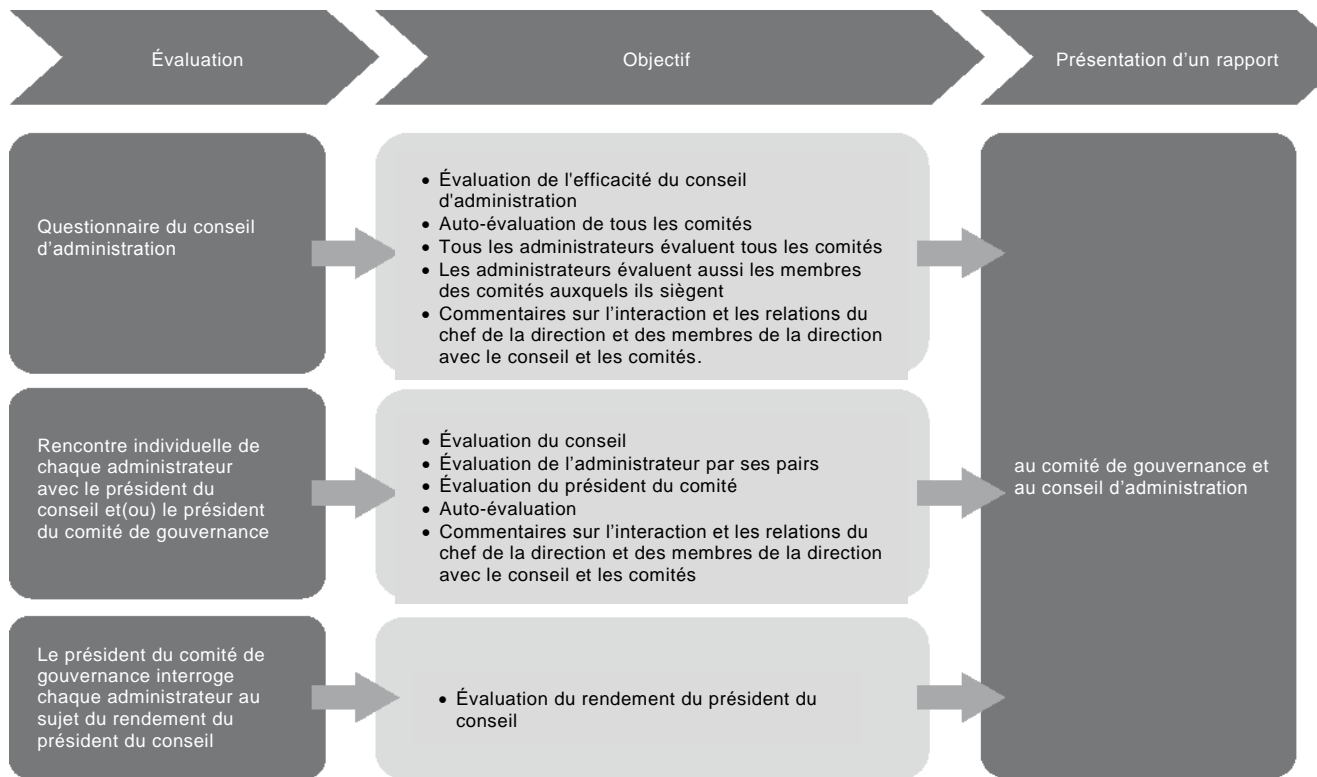 Évaluation
Objectif
Présentation d’un rapport
Questionnaire du conseil
d’administration
• Évaluation de l'efficacité du conseil
d'administration
• Auto-évaluation de tous les comités
• Tous les administrateurs évaluent tous les comités
• Les administrateurs évaluent aussi les membres
des comités auxquels ils siègent
• Commentaires sur l’interaction et les relations du
chef de la direction et des membres de la direction
avec le conseil et les comités.
Rencontre individuelle de
chaque administrateur
avec le président du
conseil et(ou) le président
du comité de gouvernance
• Évaluation du conseil
• Évaluation de l’administrateur par ses pairs
• Évaluation du président du comité
• Auto-évaluation
• Commentaires sur l’interaction et les relations du
chef de la direction et des membres de la direction
avec le conseil et les comités
au comité de gouvernance et
au conseil d’administration
Le président du comité de
gouvernance interroge
chaque administrateur au
sujet du rendement du
président du conseil
• Évaluation du rendement du président du
conseil